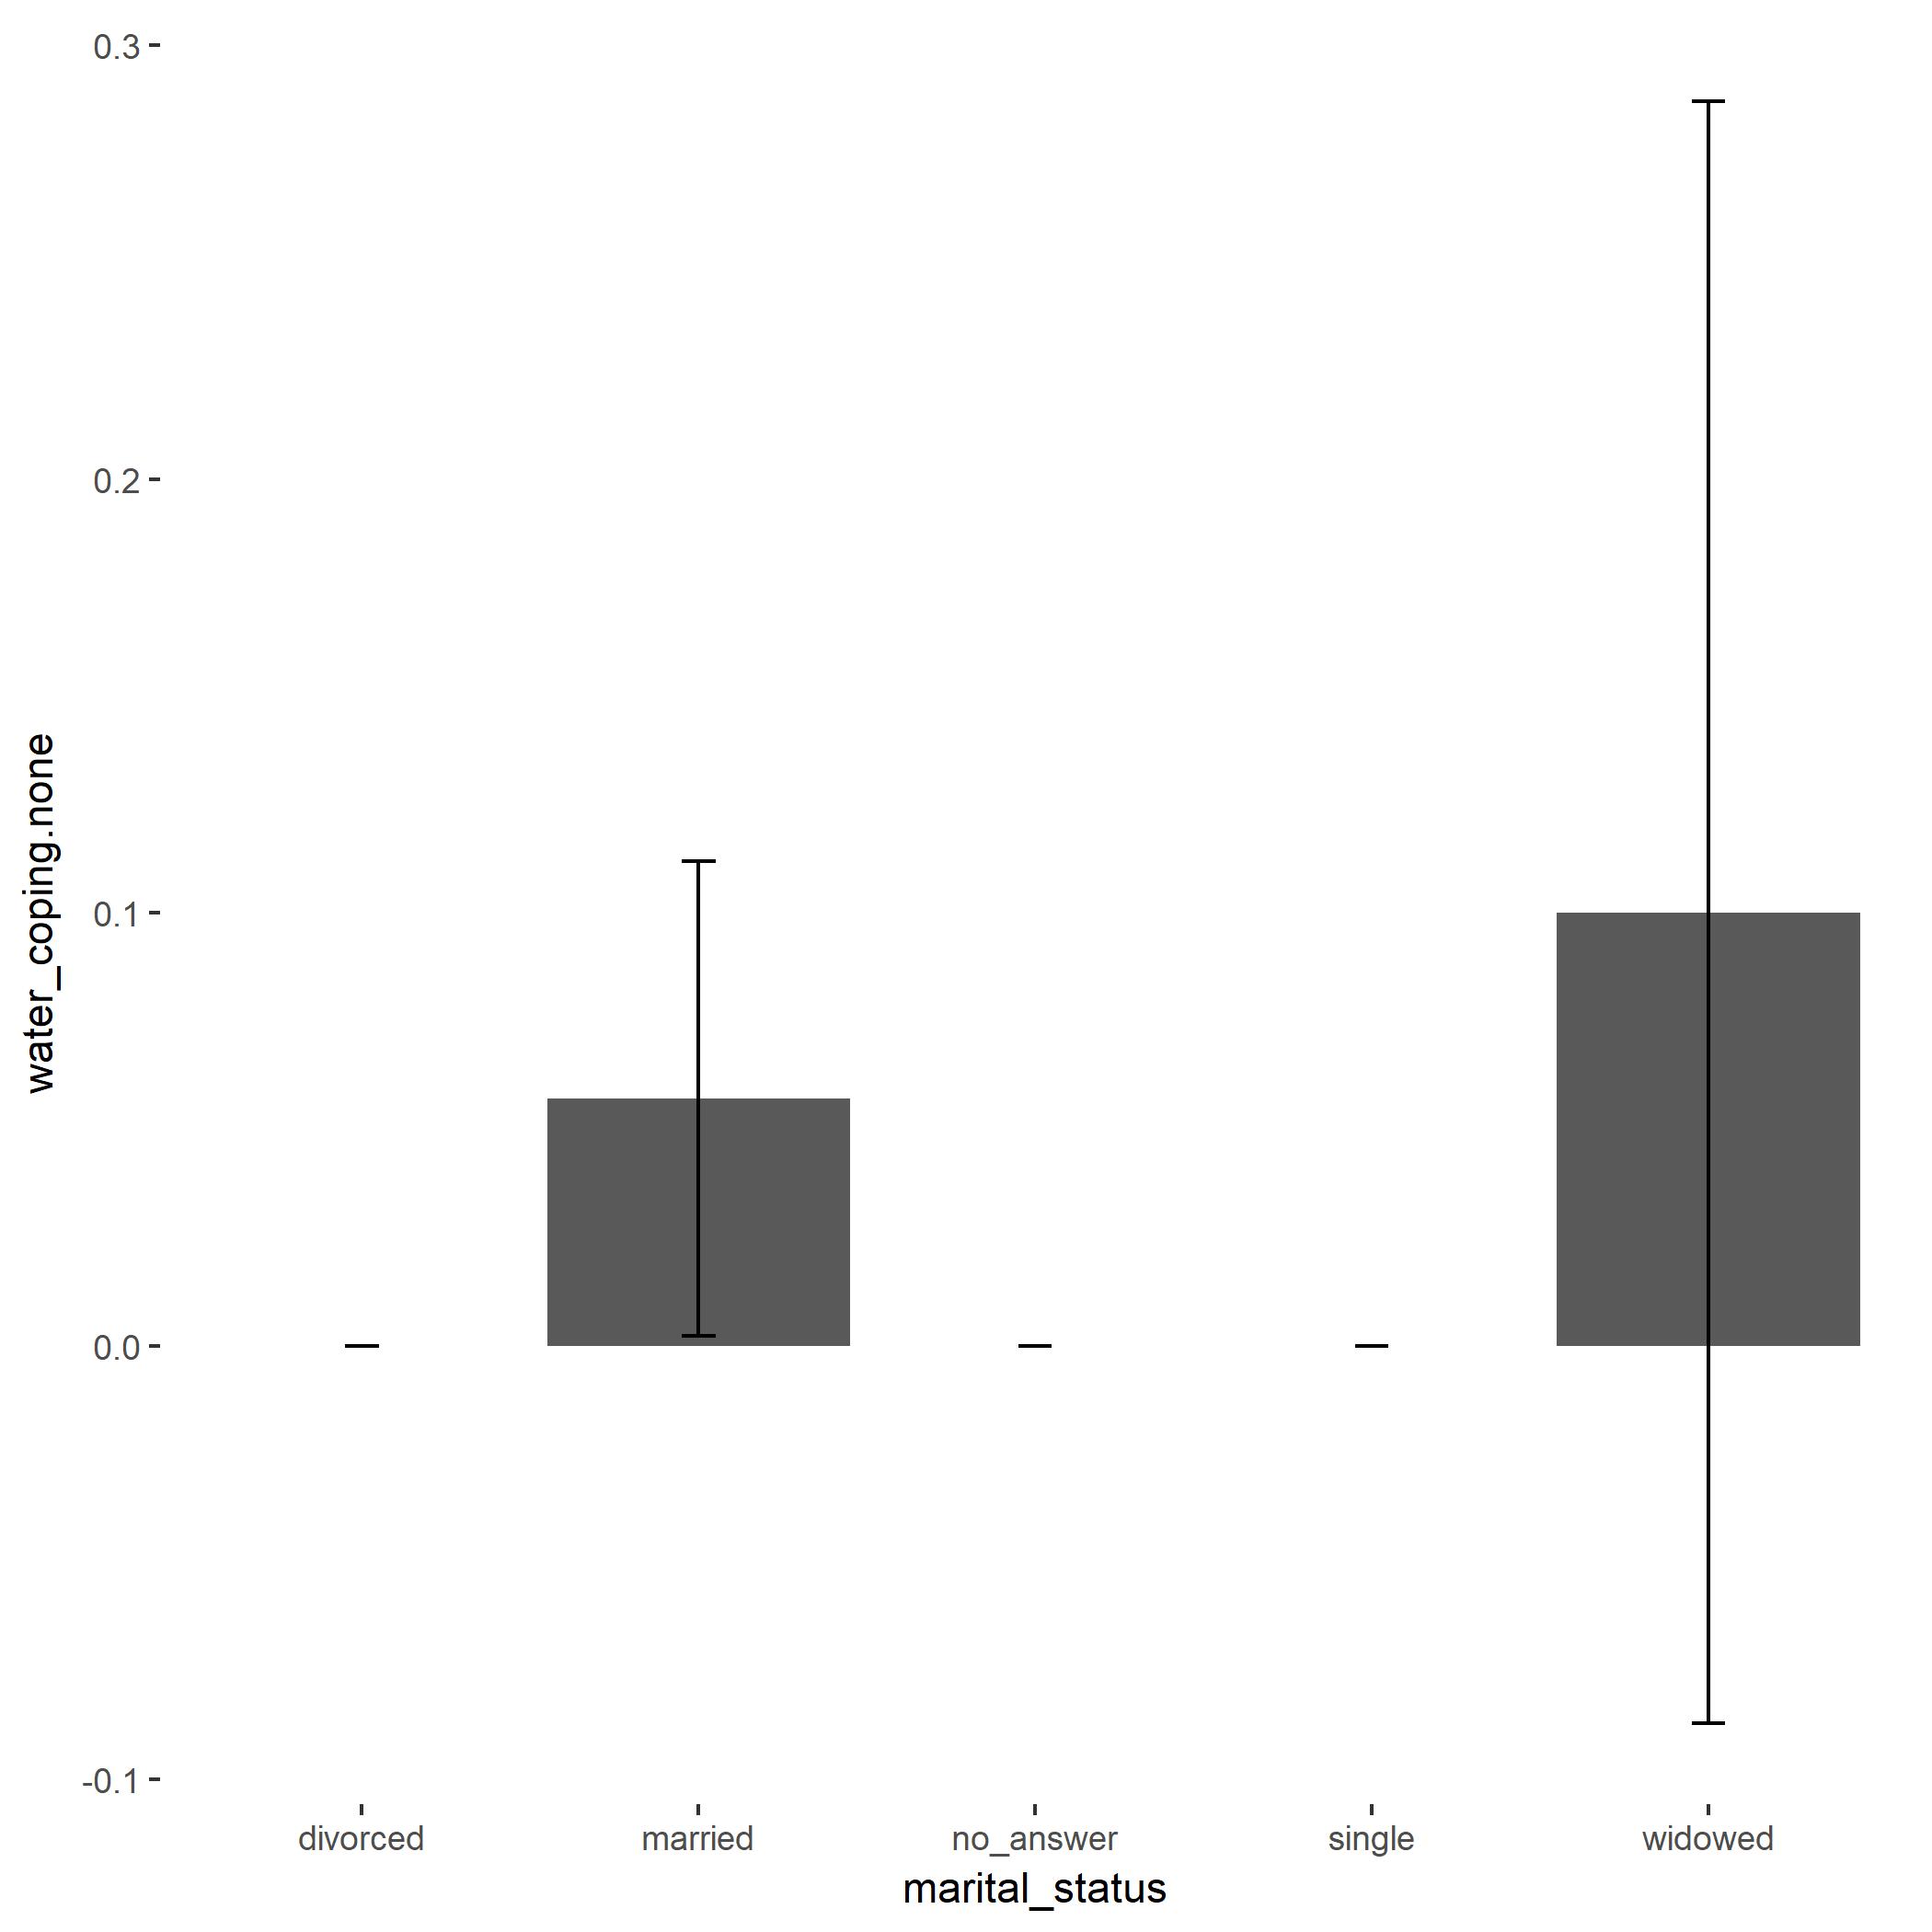 0.3
0.2
0.1
0.0
-0.1
water_coping.none
divorced married no_answer single widowed
marital_status